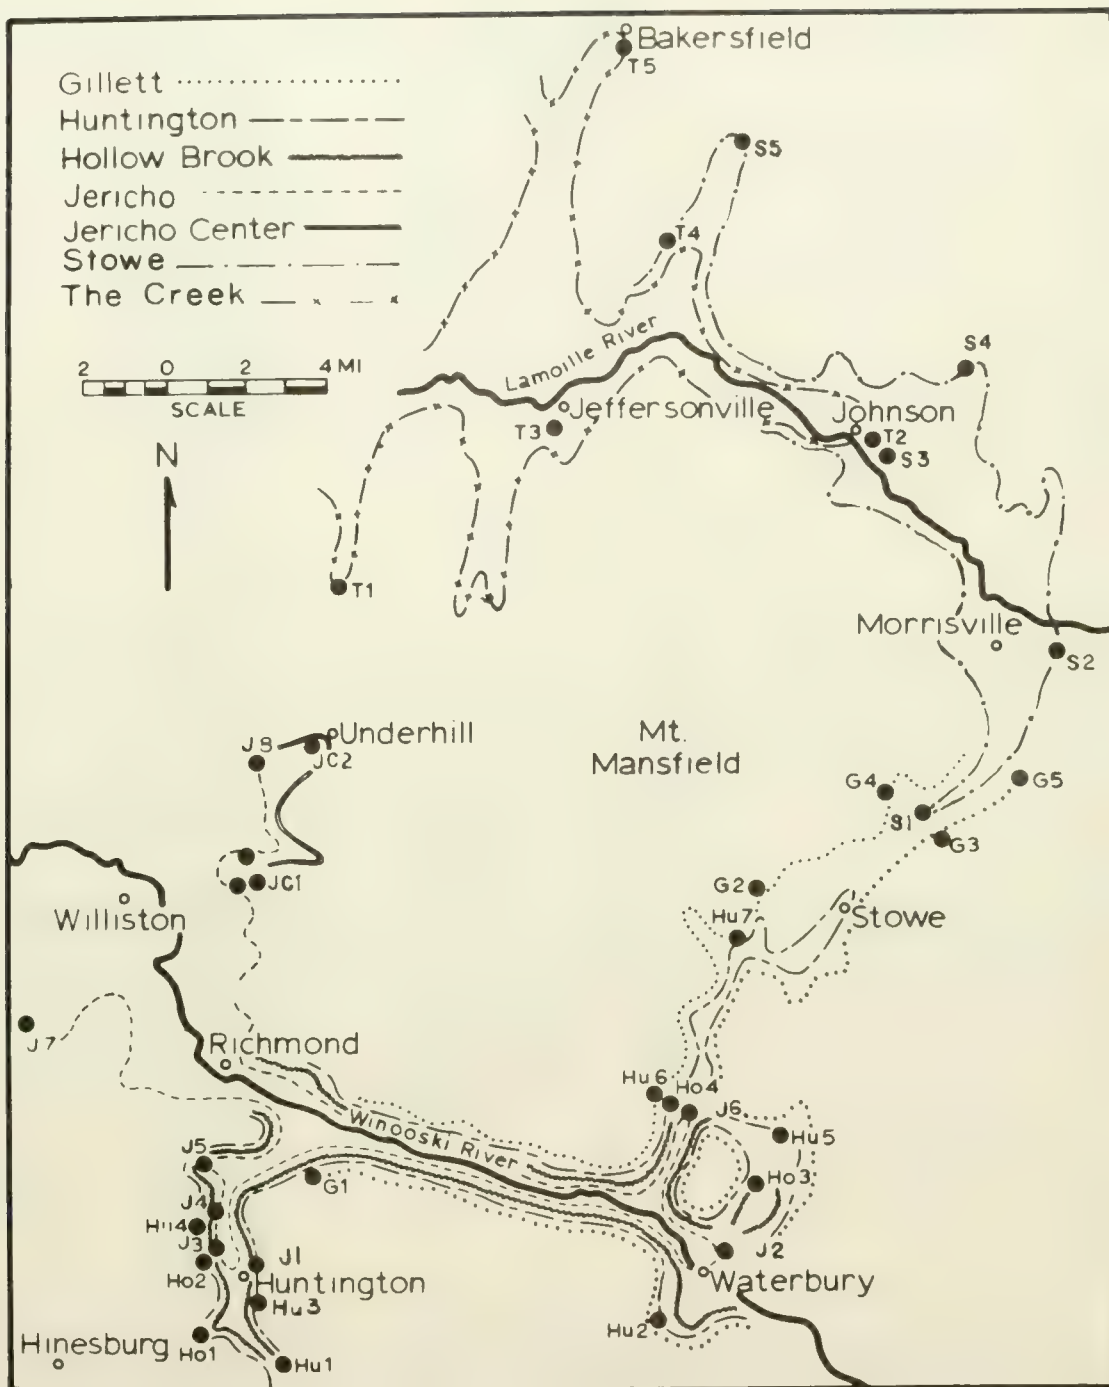 Bakersfield
T5
Gillett
Huntington
Hollow Brook
Jericho
Jericho Center
Stowe
The Creek
2 0 2 4 MI
SCALE
N
S5
T4
Lamoille River
S4
Jeffersonville
T3
Johnson
T2
S3
T1
Morrisville
S2
J8
Underhill
JC2
Mt.
Mansfield
G4
G5
S1
G3
JC1
G2
Williston
Hu7
Stowe
J7
Richmond
Hu6
Ho4
J6
Winooski River
Hu5
J5
G1
Ho3
J4
Hu4
J3
J1
J2
Ho2
Huntington
Waterbury
Hu3
Hu2
Hinesburg
Ho1
Hu1